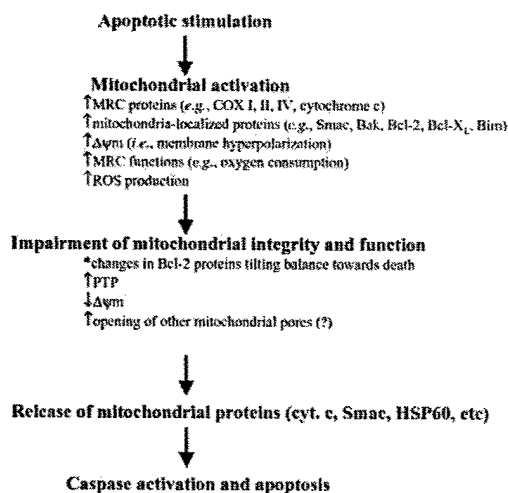 Apoptotic stimulation
Mitochondrial activation
↑MRC proteins (e.g., COX I, II, IV, cytochrome c)
↑mitochondria-localized proteins (e.g., Smac, Bak, Bcl-2, Bcl-X_L, Bim)
↑Δψm (i.e., membrane hyperpolarization)
↑MRC functions (e.g., oxygen consumption)
↑ROS production
Impairment of mitochondrial integrity and function
*changes in Bcl-2 proteins tilting balance towards death
↑PTP
↓Δψm
↑opening of other mitochondrial pores (?)
Release of mitochondrial proteins (cyt. c, Smac, HSP60, etc)
Caspase activation and apoptosis